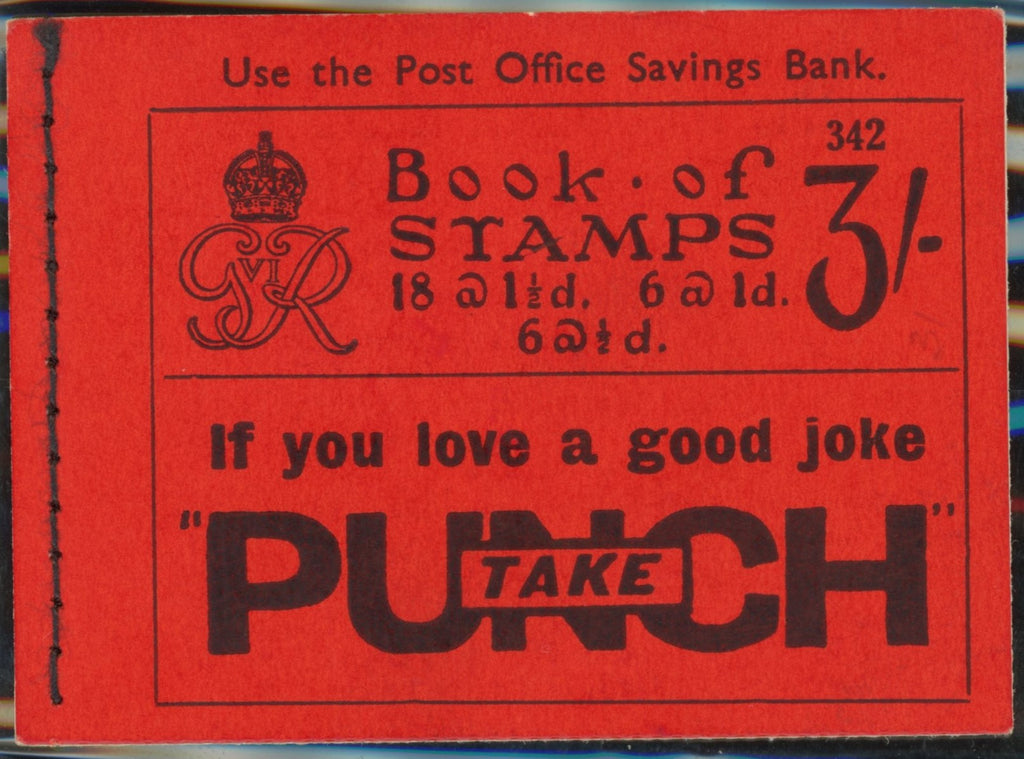 Use the Post Office Savings Bank.
342
GVIR
Book · of
STAMPS
3/-
18 @ 1½d. 6 @ 1d.
6 @ ½d.
If you love a good joke
"PUNCH"
TAKE